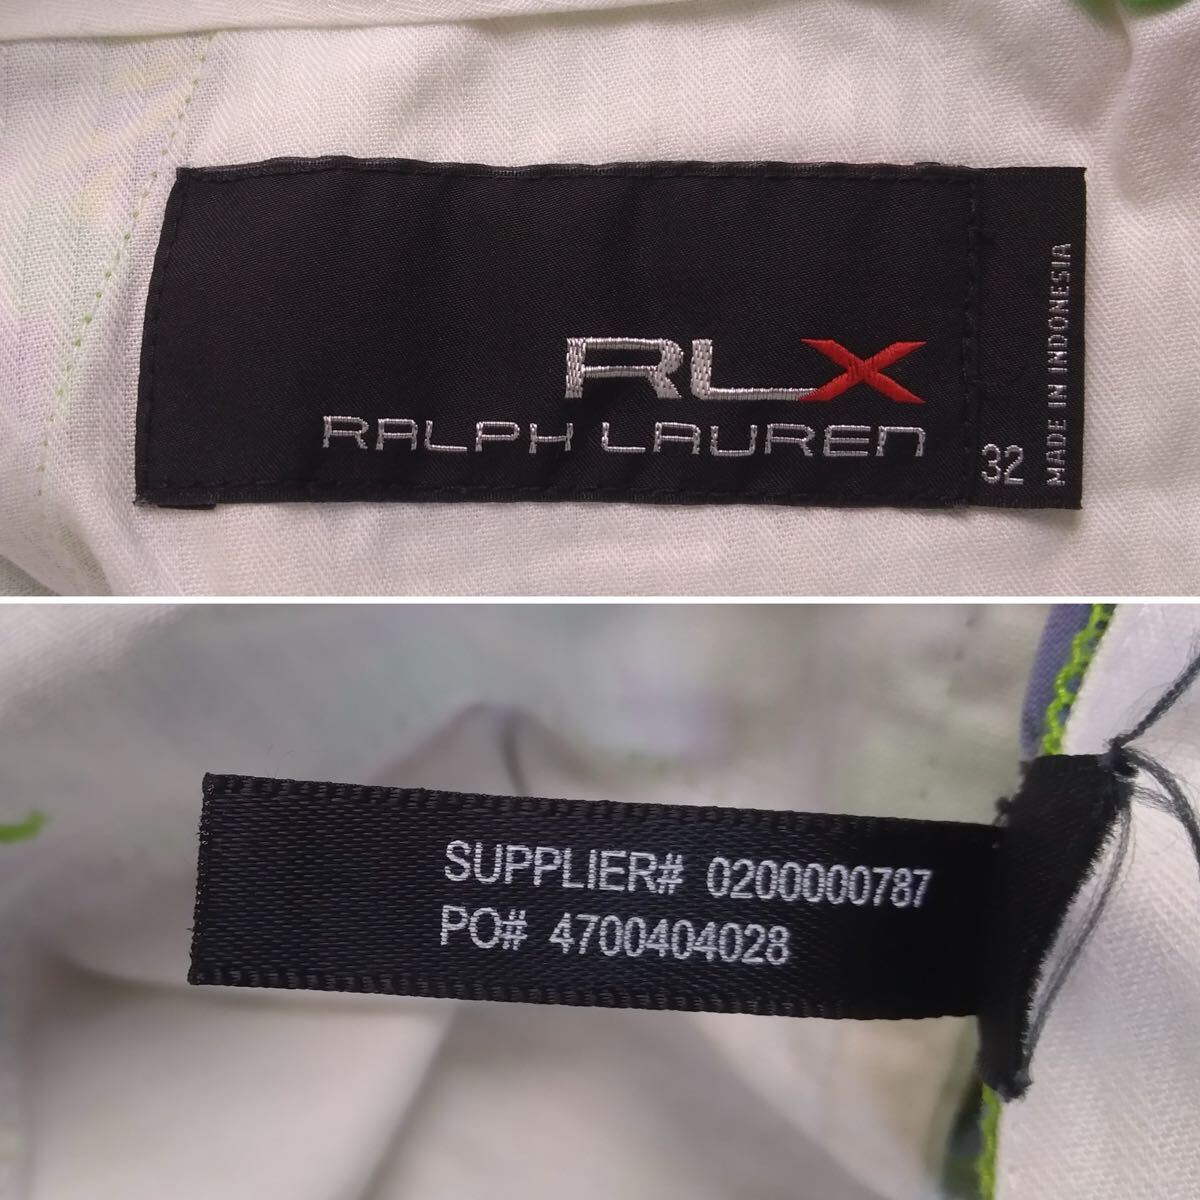 RLX
RALPH LAUREN
32
MADE IN INDONESIA
SUPPLIER# 0200000787
PO# 4700404028